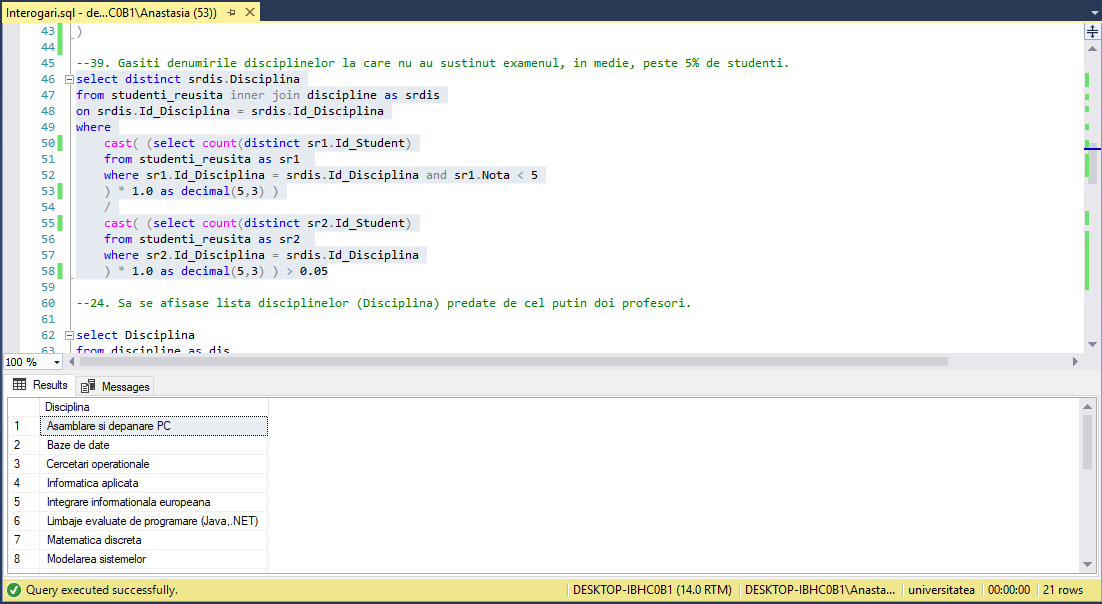 Interogari.sql - de...C0B1\Anastasia (53))
43 )
44
45 --39. Gasiti denumirile disciplinelor la care nu au sustinut examenul, in medie, peste 5% de studenti.
46 select distinct srdis.Disciplina
47 from studenti_reusita inner join discipline as srdis
48 on srdis.Id_Disciplina = srdis.Id_Disciplina
49 where
50 cast( (select count(distinct sr1.Id_Student)
51 from studenti_reusita as sr1
52 where sr1.Id_Disciplina = srdis.Id_Disciplina and sr1.Nota < 5
53 ) * 1.0 as decimal(5,3) )
54 /
55 cast( (select count(distinct sr2.Id_Student)
56 from studenti_reusita as sr2
57 where sr2.Id_Disciplina = srdis.Id_Disciplina
58 ) * 1.0 as decimal(5,3) ) > 0.05
59
60 --24. Sa se afisase lista disciplinelor (Disciplina) predate de cel putin doi profesori.
61
62 select Disciplina
63 from discipline as dis
100 %
Results Messages
Disciplina
1 Asamblare si depanare PC
2 Baze de date
3 Cercetari operationale
4 Informatica aplicata
5 Integrare informationala europeana
6 Limbaje evaluate de programare (Java,.NET)
7 Matematica discreta
8 Modelarea sistemelor
Query executed successfully. DESKTOP-IBHC0B1 (14.0 RTM) DESKTOP-IBHC0B1\Anasta... universitatea 00:00:00 21 rows